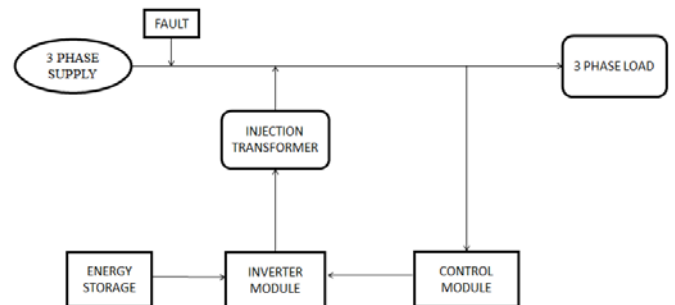 FAULT
3 PHASE
SUPPLY
3 PHASE LOAD
INJECTION
TRANSFORMER
ENERGY
STORAGE
INVERTER
MODULE
CONTROL
MODULE